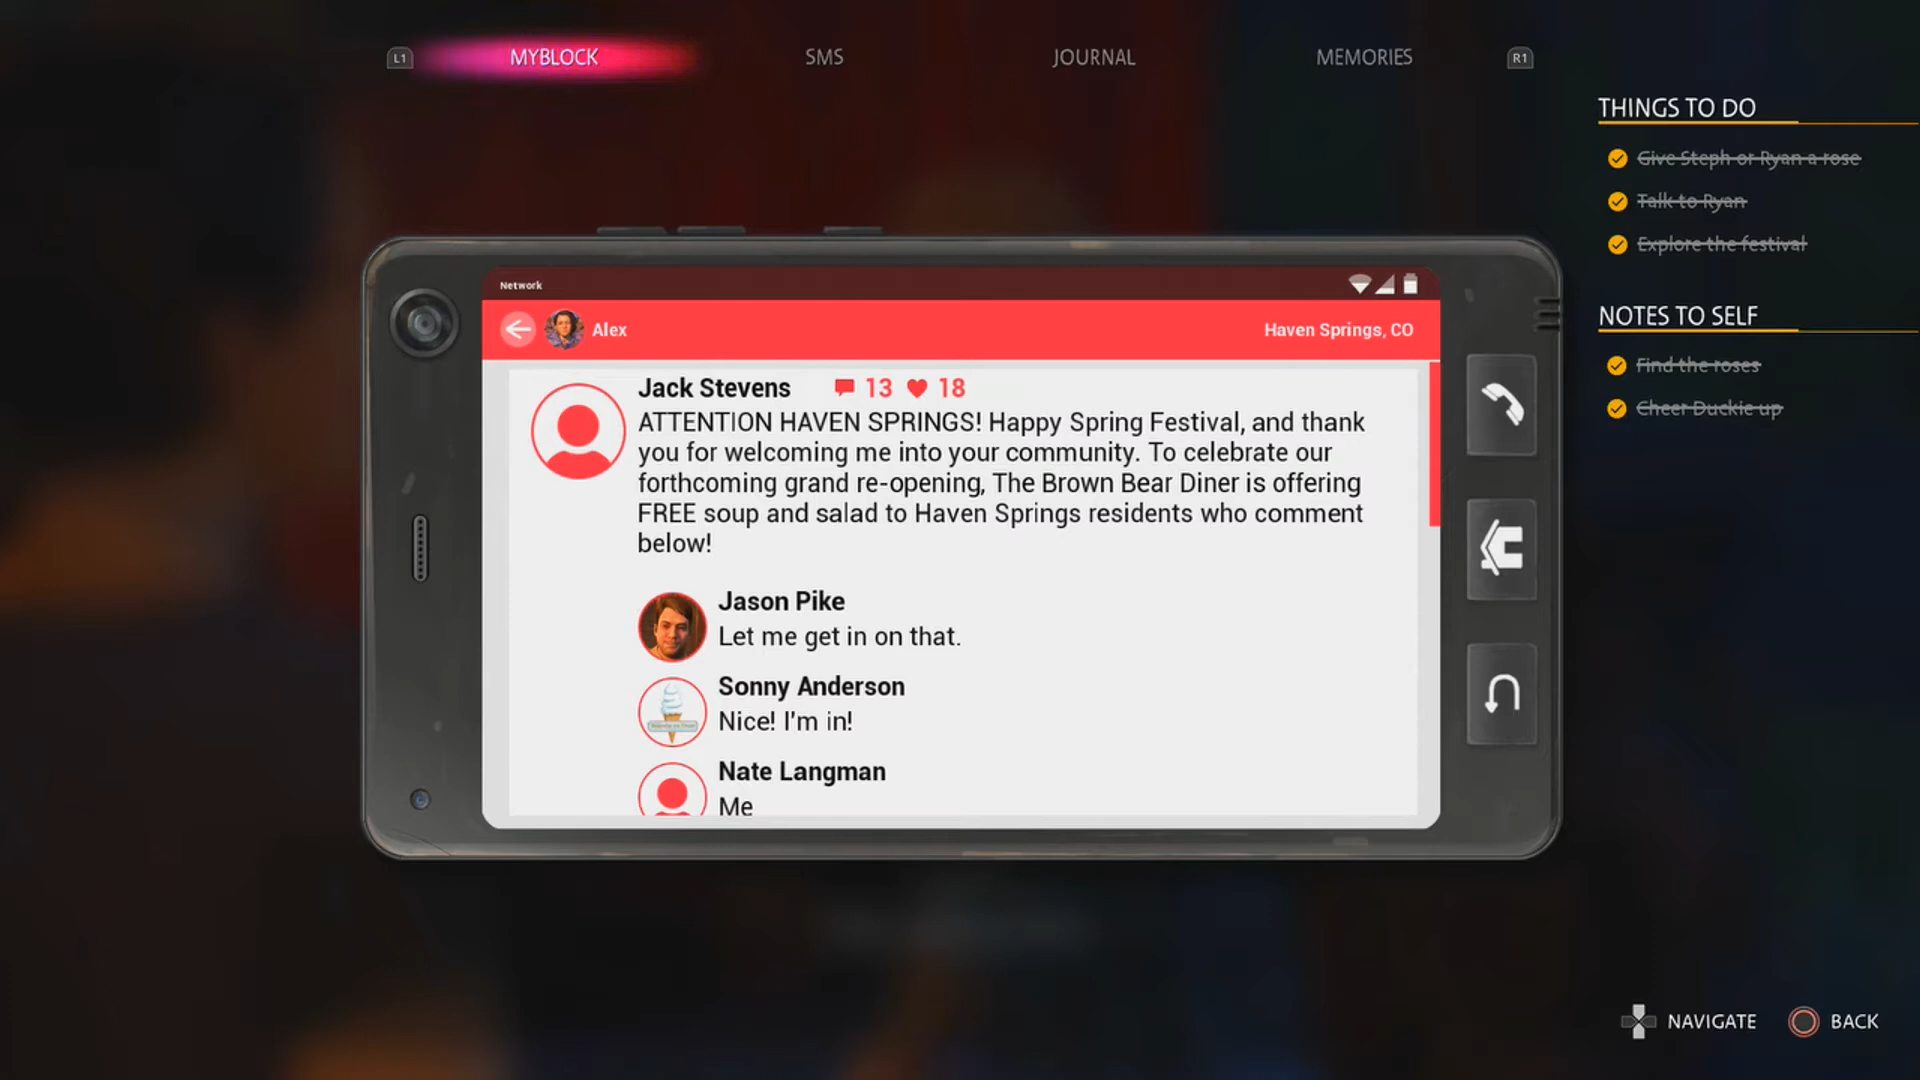 L1
MYBLOCK
SMS
JOURNAL
MEMORIES
R1
THINGS TO DO
Give Steph or Ryan a rose
Talk to Ryan
Explore the festival
NOTES TO SELF
Find the roses
Cheer Duckie up
Network
Alex
Haven Springs, CO
Jack Stevens 13 18
ATTENTION HAVEN SPRINGS! Happy Spring Festival, and thank
you for welcoming me into your community. To celebrate our
forthcoming grand re-opening, The Brown Bear Diner is offering
FREE soup and salad to Haven Springs residents who comment
below!
Jason Pike
Let me get in on that.
Sonny Anderson
Nice! I'm in!
Nate Langman
Me
NAVIGATE
BACK